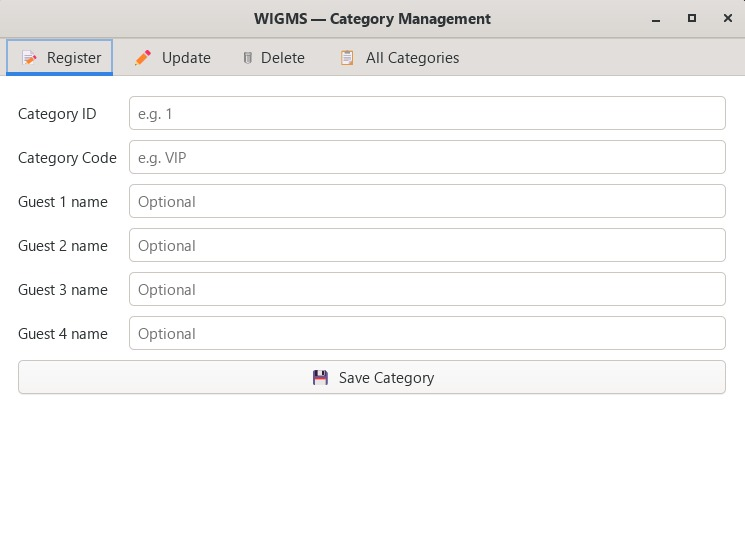 WIGMS — Category Management
Register Update Delete All Categories
Category ID e.g. 1
Category Code e.g. VIP
Guest 1 name Optional
Guest 2 name Optional
Guest 3 name Optional
Guest 4 name Optional
Save Category